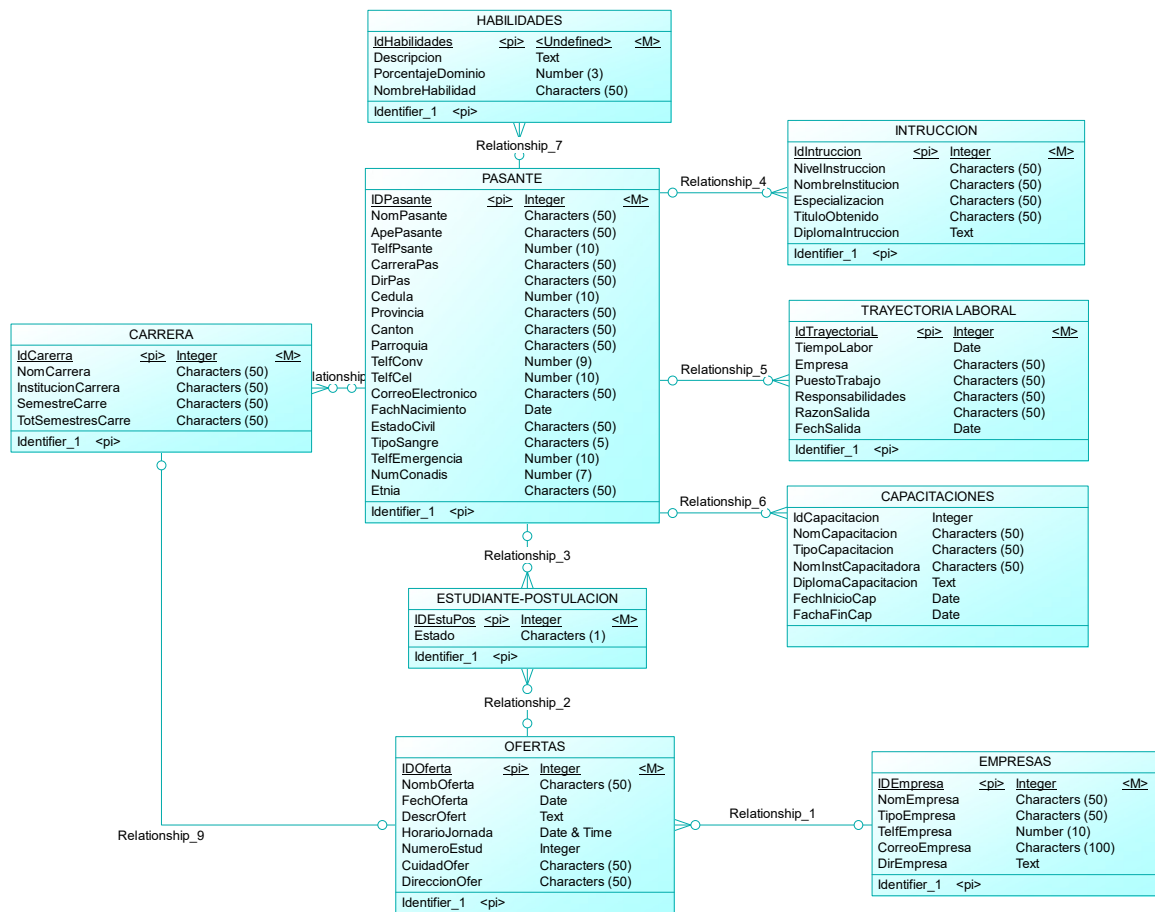 HABILIDADES
IdHabilidades <pi> <Undefined> <M>
Descripcion Text
PorcentajeDominio Number (3)
NombreHabilidad Characters (50)
Identifier_1 <pi>
Relationship_7
INTRUCCION
IdIntruccion <pi> Integer <M>
NivelInstruccion Characters (50)
NombreInstitucion Characters (50)
Especializacion Characters (50)
TituloObtenido Characters (50)
DiplomaIntruccion Text
Identifier_1 <pi>
Relationship_4
PASANTE
IDPasante <pi> Integer <M>
NomPasante Characters (50)
ApePasante Characters (50)
TelfPsante Number (10)
CarreraPas Characters (50)
DirPas Characters (50)
Cedula Number (10)
Provincia Characters (50)
Canton Characters (50)
Parroquia Characters (50)
TelfConv Number (9)
TelfCel Number (10)
CorreoElectronico Characters (50)
FachNacimiento Date
EstadoCivil Characters (50)
TipoSangre Characters (5)
TelfEmergencia Number (10)
NumConadis Number (7)
Etnia Characters (50)
Identifier_1 <pi>
CARRERA
IdCarerra <pi> Integer <M>
NomCarrera Characters (50)
InstitucionCarrera Characters (50)
SemestreCarre Characters (50)
TotSemestresCarre Characters (50)
Identifier_1 <pi>
lationship
TRAYECTORIA LABORAL
IdTrayectoriaL <pi> Integer <M>
TiempoLabor Date
Empresa Characters (50)
PuestoTrabajo Characters (50)
Responsabilidades Characters (50)
RazonSalida Characters (50)
FechSalida Date
Identifier_1 <pi>
Relationship_5
Relationship_6
CAPACITACIONES
IdCapacitacion Integer
NomCapacitacion Characters (50)
TipoCapacitacion Characters (50)
NomInstCapacitadora Characters (50)
DiplomaCapacitacion Text
FechInicioCap Date
FachaFinCap Date
Relationship_3
ESTUDIANTE-POSTULACION
IDEstuPos <pi> Integer <M>
Estado Characters (1)
Identifier_1 <pi>
Relationship_2
OFERTAS
IDOferta <pi> Integer <M>
NombOferta Characters (50)
FechOferta Date
DescrOfert Text
HorarioJornada Date & Time
NumeroEstud Integer
CuidadOfer Characters (50)
DireccionOfer Characters (50)
Identifier_1 <pi>
Relationship_9
Relationship_1
EMPRESAS
IDEmpresa <pi> Integer <M>
NomEmpresa Characters (50)
TipoEmpresa Characters (50)
TelfEmpresa Number (10)
CorreoEmpresa Characters (100)
DirEmpresa Text
Identifier_1 <pi>